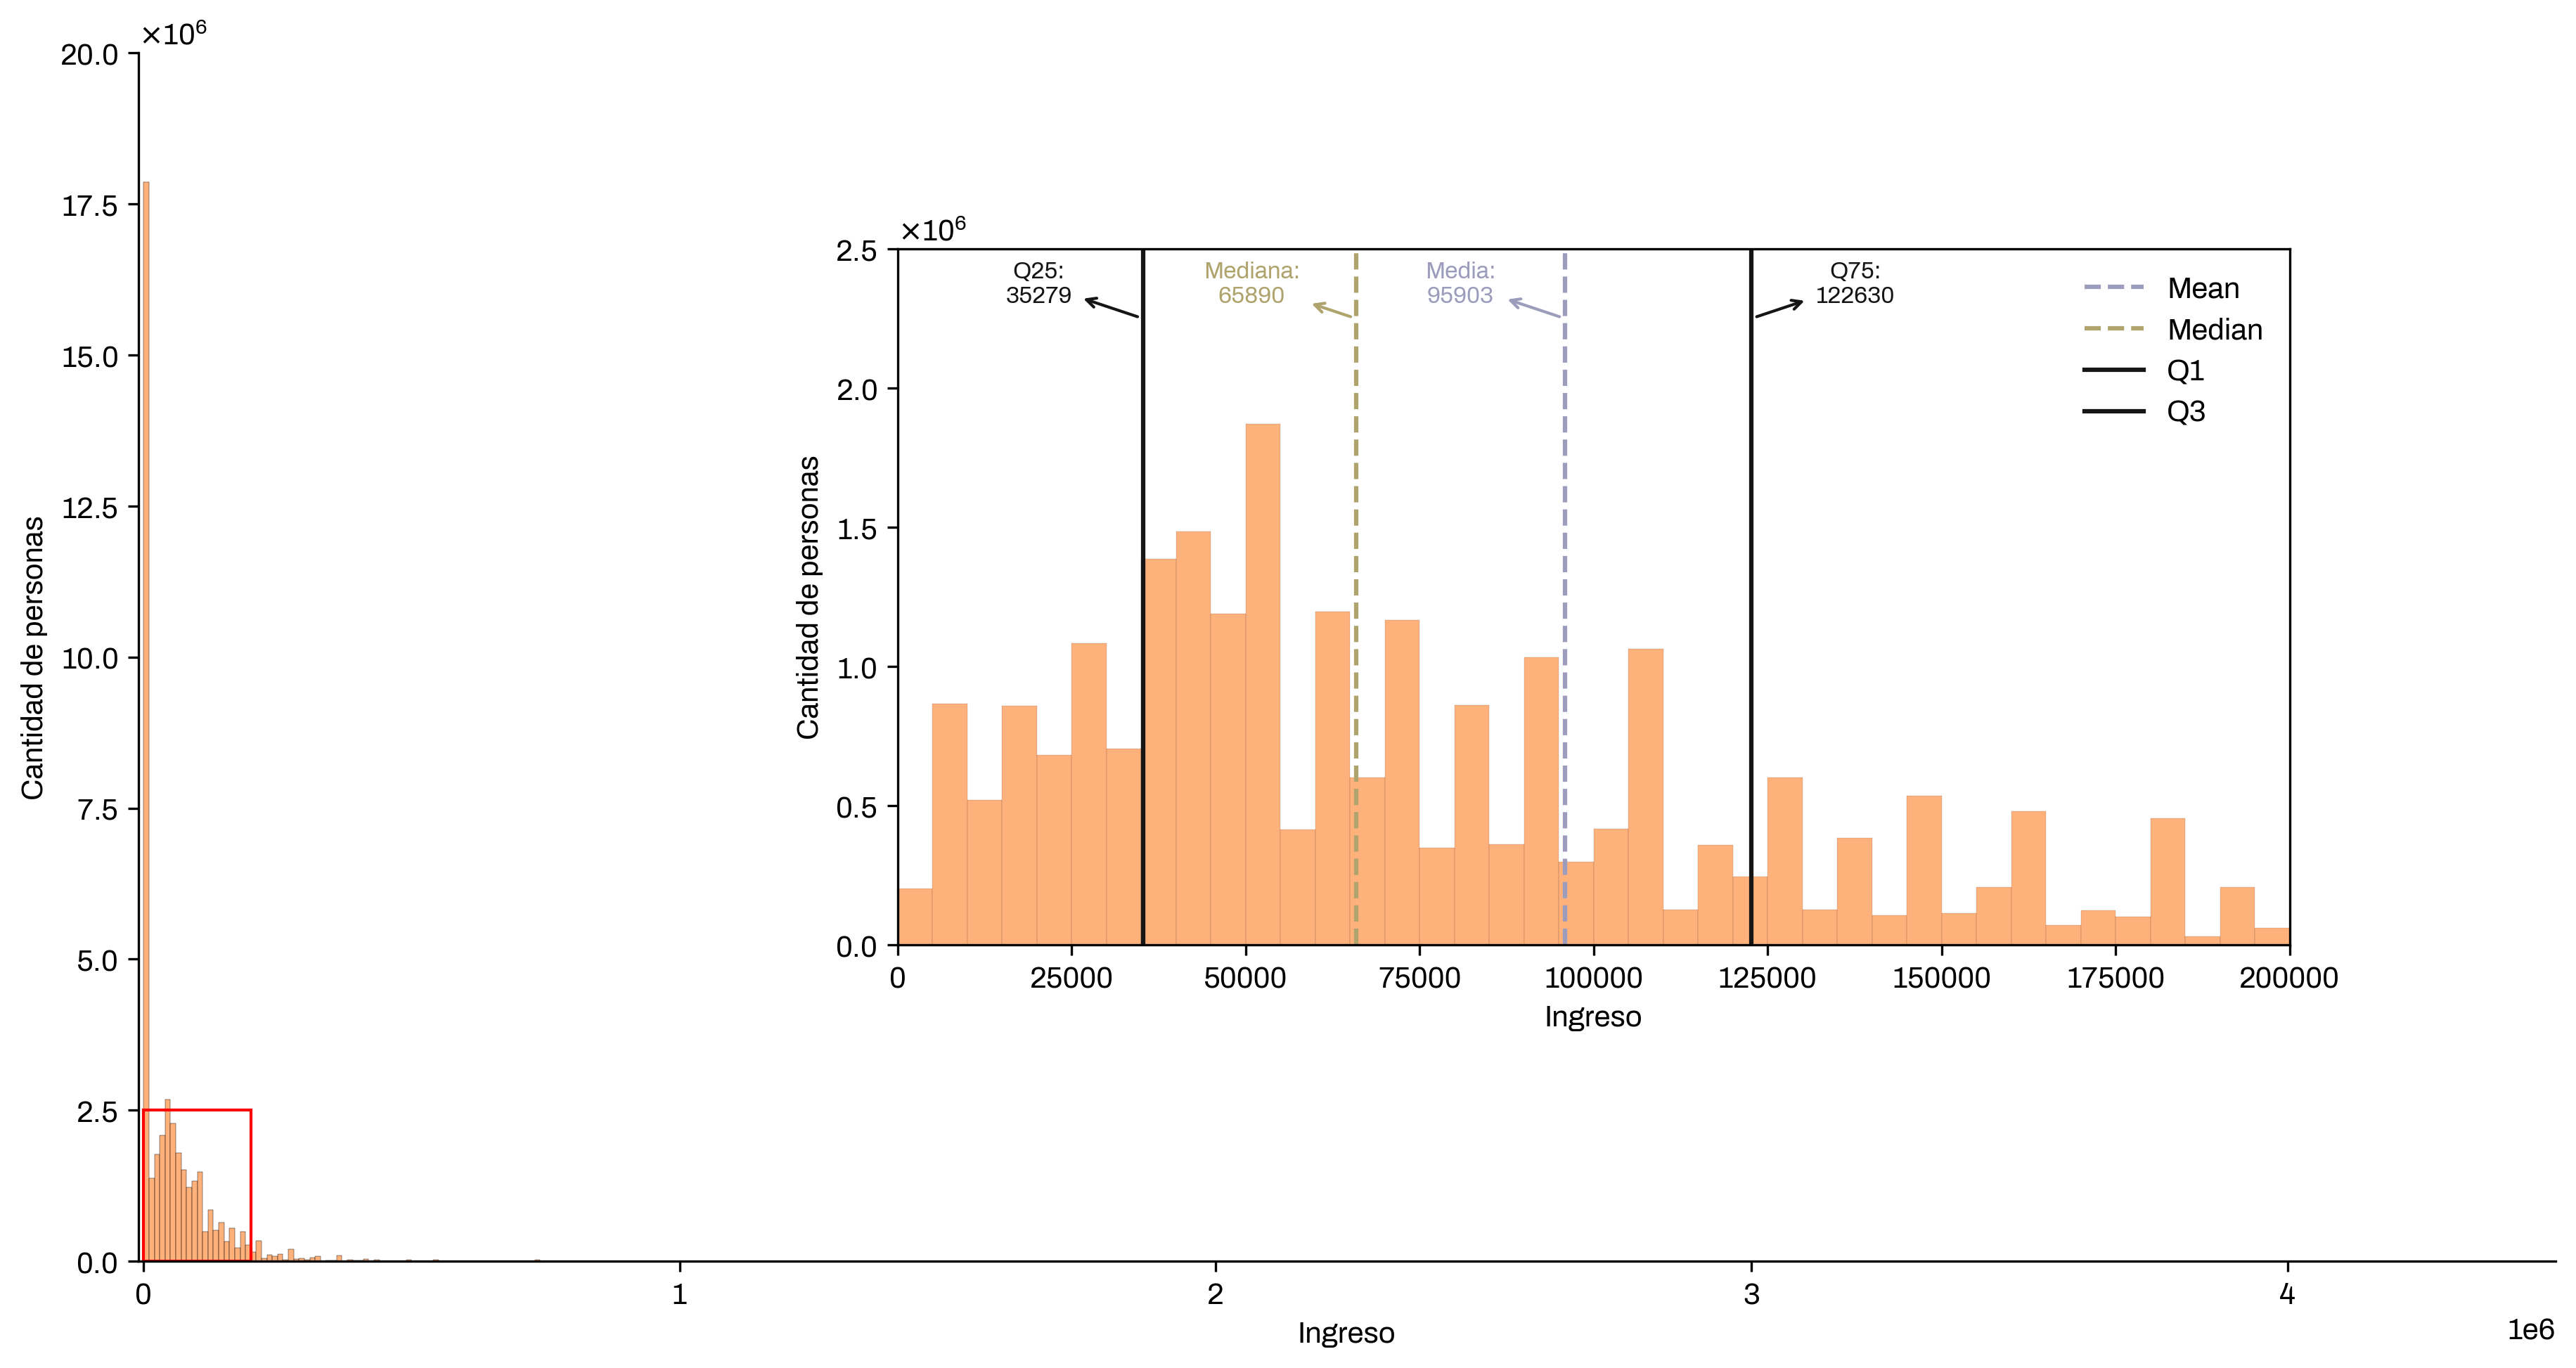 ×10⁶
20.0
17.5
15.0
12.5
10.0
7.5
5.0
2.5
0.0
Cantidad de personas
0 1 2 3 4
Ingreso
1e6
×10⁶
2.5
2.0
1.5
1.0
0.5
0.0
Cantidad de personas
Q25:
35279
Mediana:
65890
Media:
95903
Q75:
122630
Mean
Median
Q1
Q3
0 25000 50000 75000 100000 125000 150000 175000 200000
Ingreso